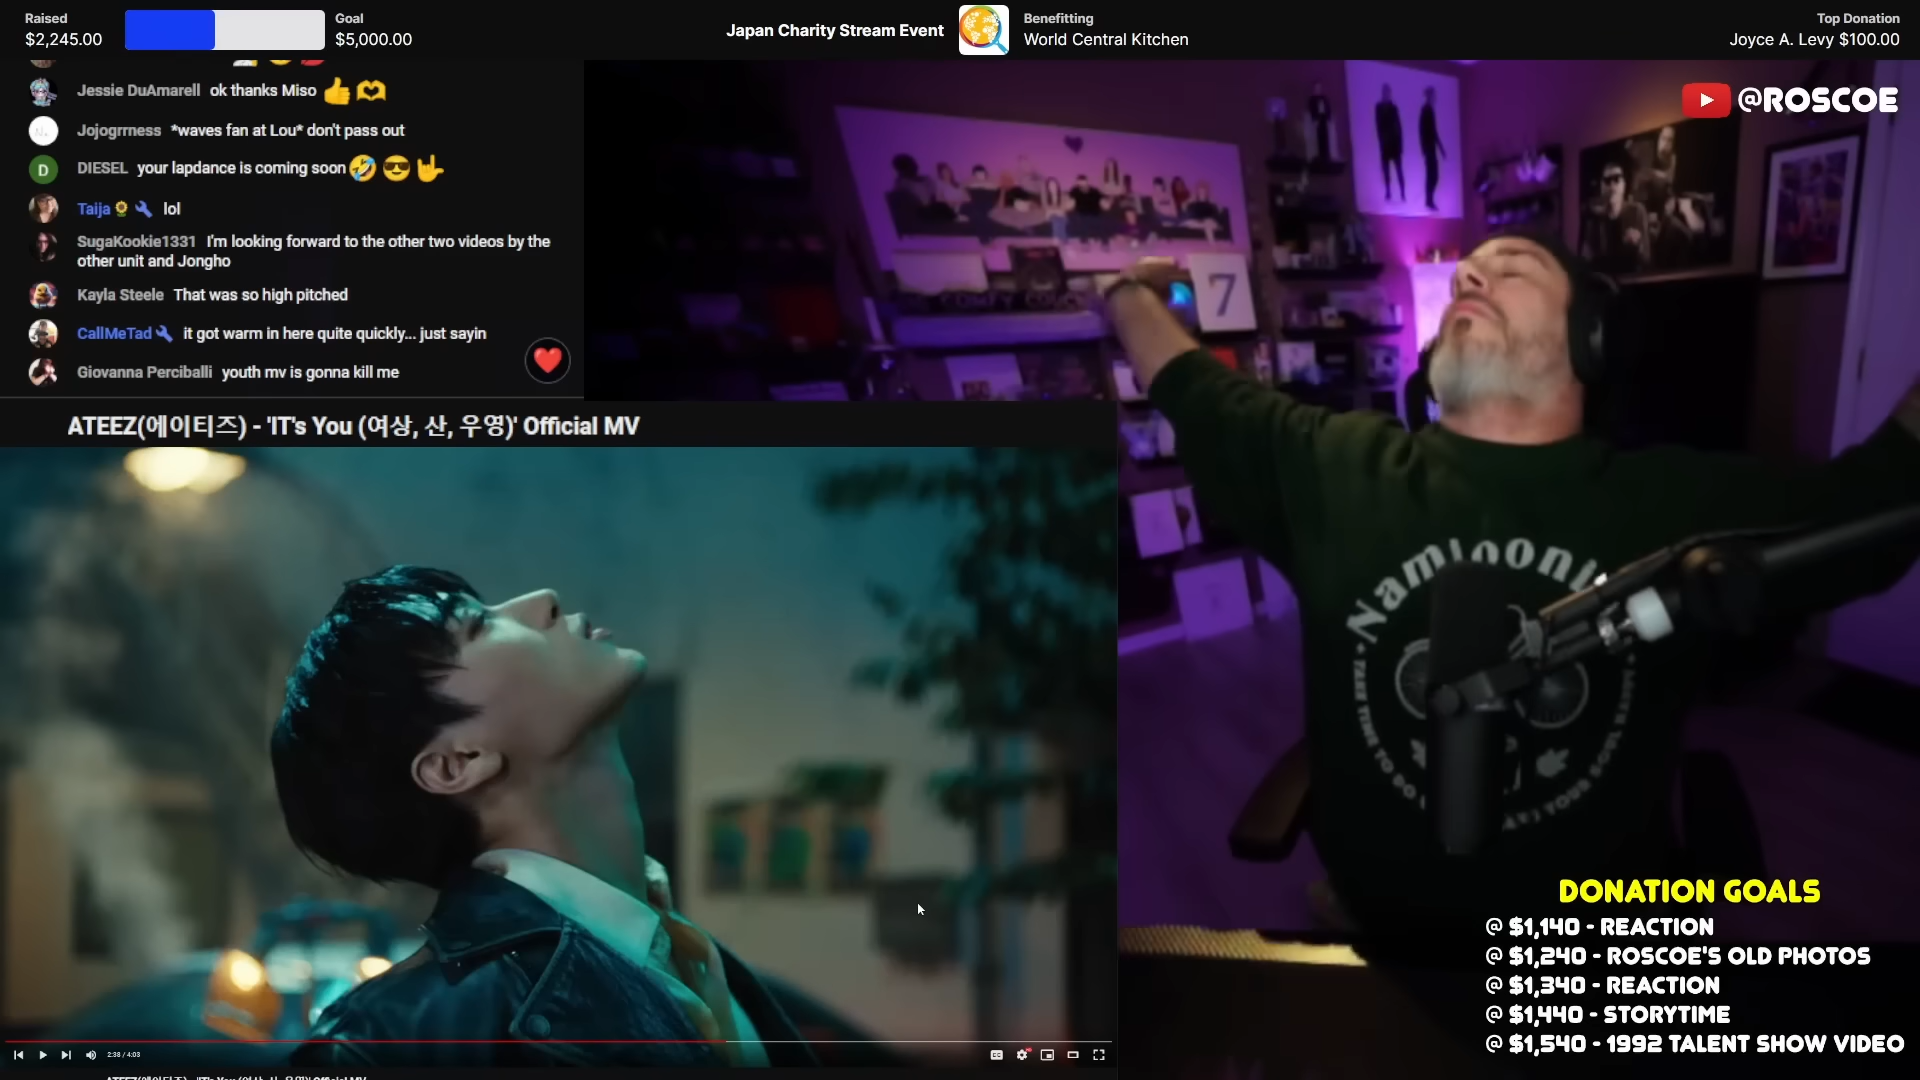 Raised
$2,245.00
Goal
$5,000.00
Japan Charity Stream Event
Benefitting
World Central Kitchen
Top Donation
Joyce A. Levy $100.00
Jessie DuAmarell ok thanks Miso 👍🫶
Jojogrrness *waves fan at Lou* don't pass out
D
DIESEL your lapdance is coming soon🤣😎🤟
Taija🌻🔧 lol
SugaKookie1331 I'm looking forward to the other two videos by the
other unit and Jongho
Kayla Steele That was so high pitched
CallMeTad🔧 it got warm in here quite quickly... just sayin
Giovanna Perciballi youth mv is gonna kill me
ATEEZ(에이티즈) - 'IT's You (여상, 산, 우영)' Official MV
@ROSCOE
7
2:38 / 4:03
DONATION GOALS
@ $1,140 - REACTION
@ $1,240 - ROSCOE'S OLD PHOTOS
@ $1,340 - REACTION
@ $1,440 - STORYTIME
@ $1,540 - 1992 TALENT SHOW VIDEO